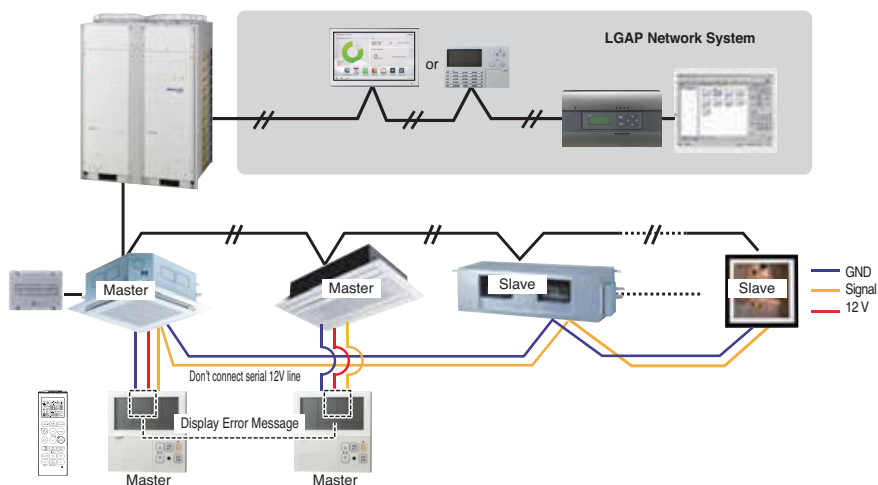 LGAP Network System
or
Master
Master
Slave
Slave
GND
Signal
12 V
Don't connect serial 12V line
Display Error Message
Master
Master